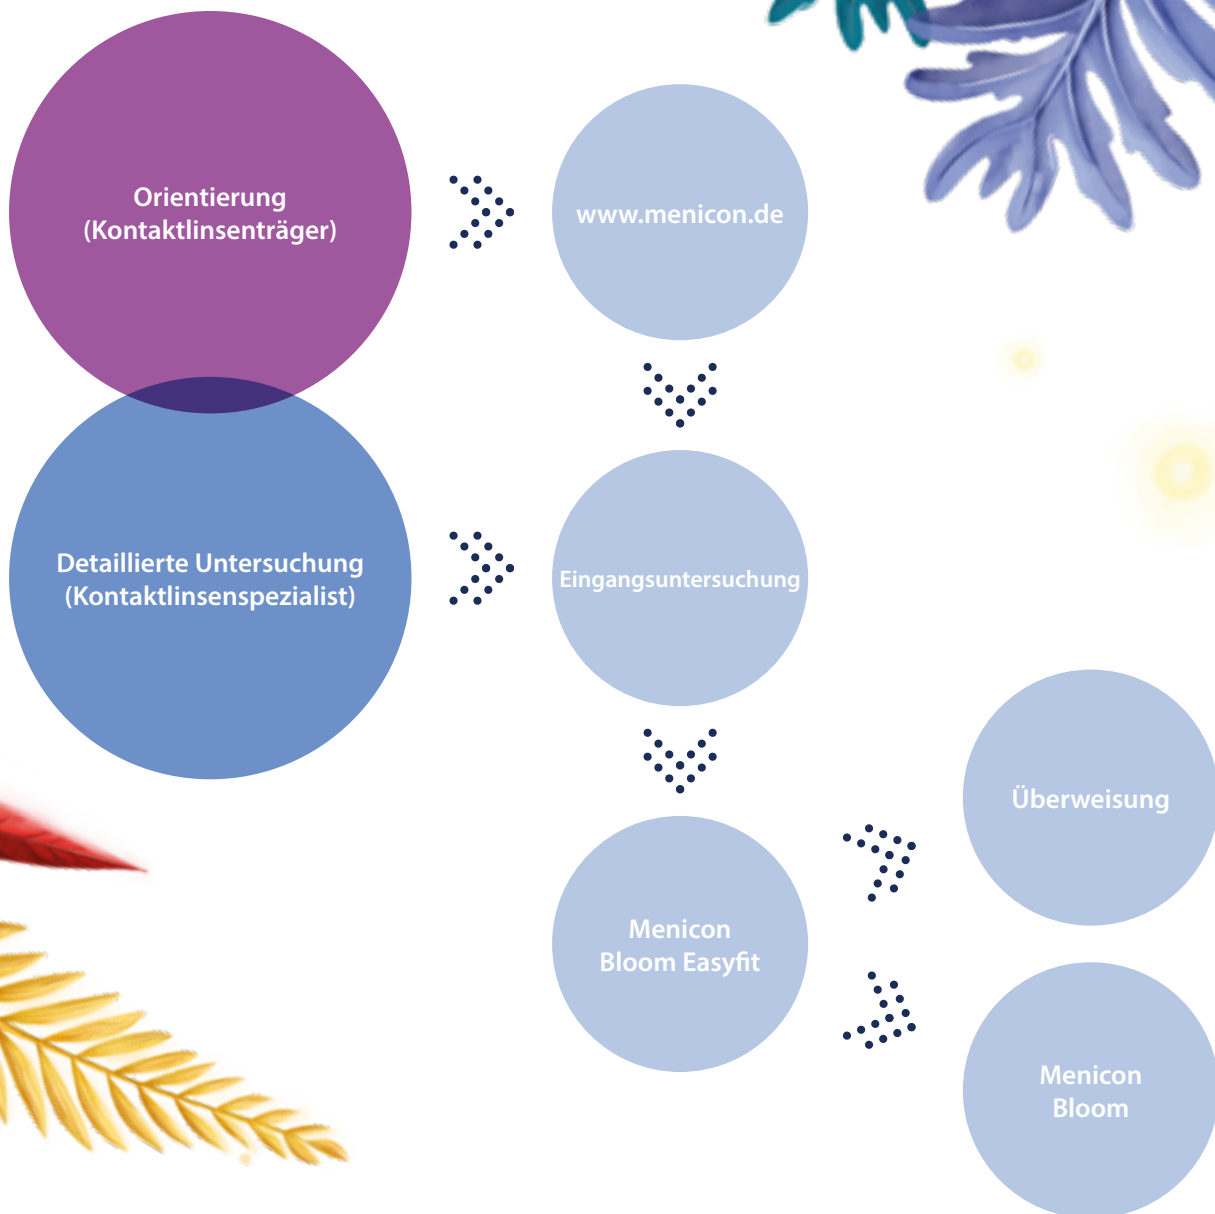 Orientierung
(Kontaktlinsenträger)
www.menicon.de
Detaillierte Untersuchung
(Kontaktlinsenspezialist)
Eingangsuntersuchung
Menicon
Bloom Easyfit
Überweisung
Menicon
Bloom